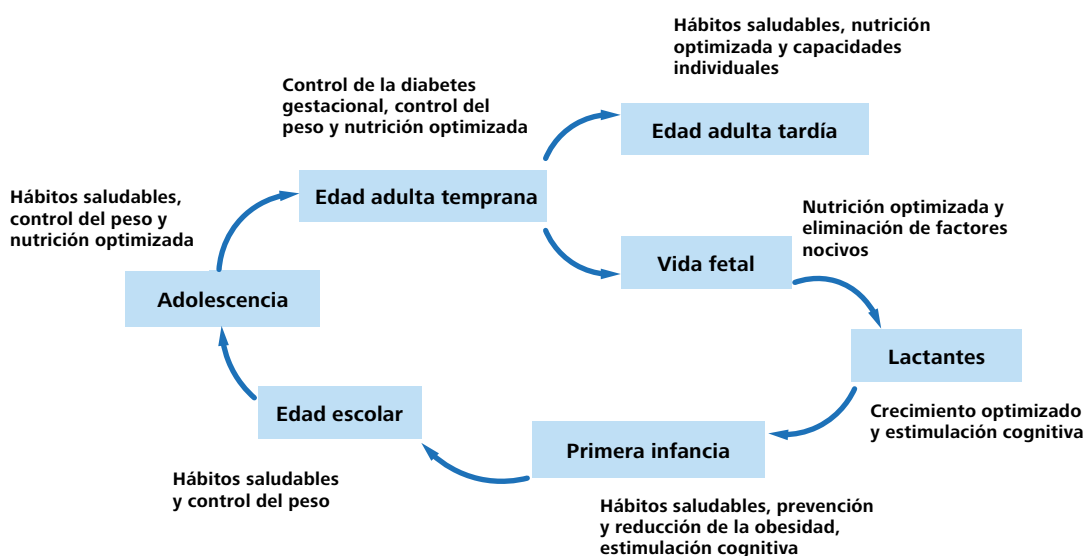 Hábitos saludables, nutrición
optimizada y capacidades
individuales
Control de la diabetes
gestacional, control del
peso y nutrición optimizada
Edad adulta tardía
Hábitos saludables,
control del peso y
nutrición optimizada
Edad adulta temprana
Nutrición optimizada y
eliminación de factores
nocivos
Vida fetal
Adolescencia
Lactantes
Edad escolar
Crecimiento optimizado
y estimulación cognitiva
Primera infancia
Hábitos saludables
y control del peso
Hábitos saludables, prevención
y reducción de la obesidad,
estimulación cognitiva